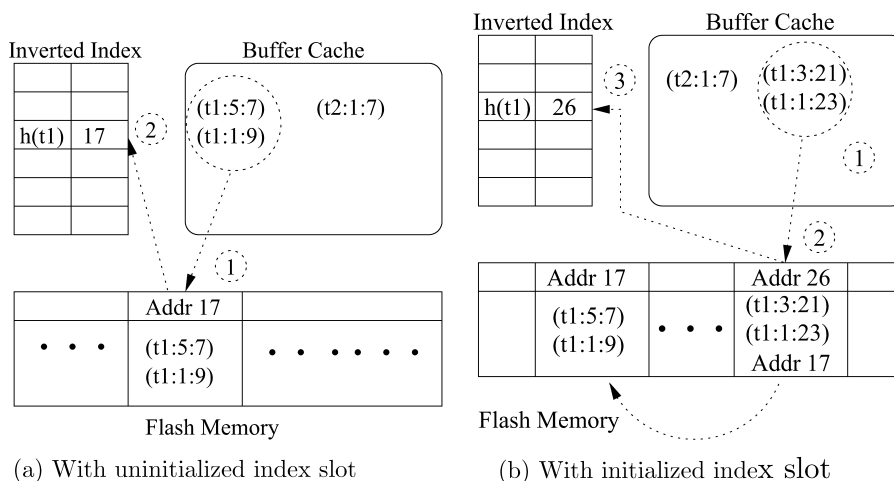 Inverted Index
Buffer Cache
h(t1) 17
2
(t1:5:7)
(t1:1:9)
(t2:1:7)
1
Addr 17
• • •
(t1:5:7)
(t1:1:9)
• • • • • •
Flash Memory
(a) With uninitialized index slot
Inverted Index
Buffer Cache
h(t1) 26
3
(t2:1:7)
(t1:3:21)
(t1:1:23)
1
2
Addr 17
Addr 26
(t1:5:7)
(t1:1:9)
• • •
(t1:3:21)
(t1:1:23)
Addr 17
Flash Memory
(b) With initialized index slot